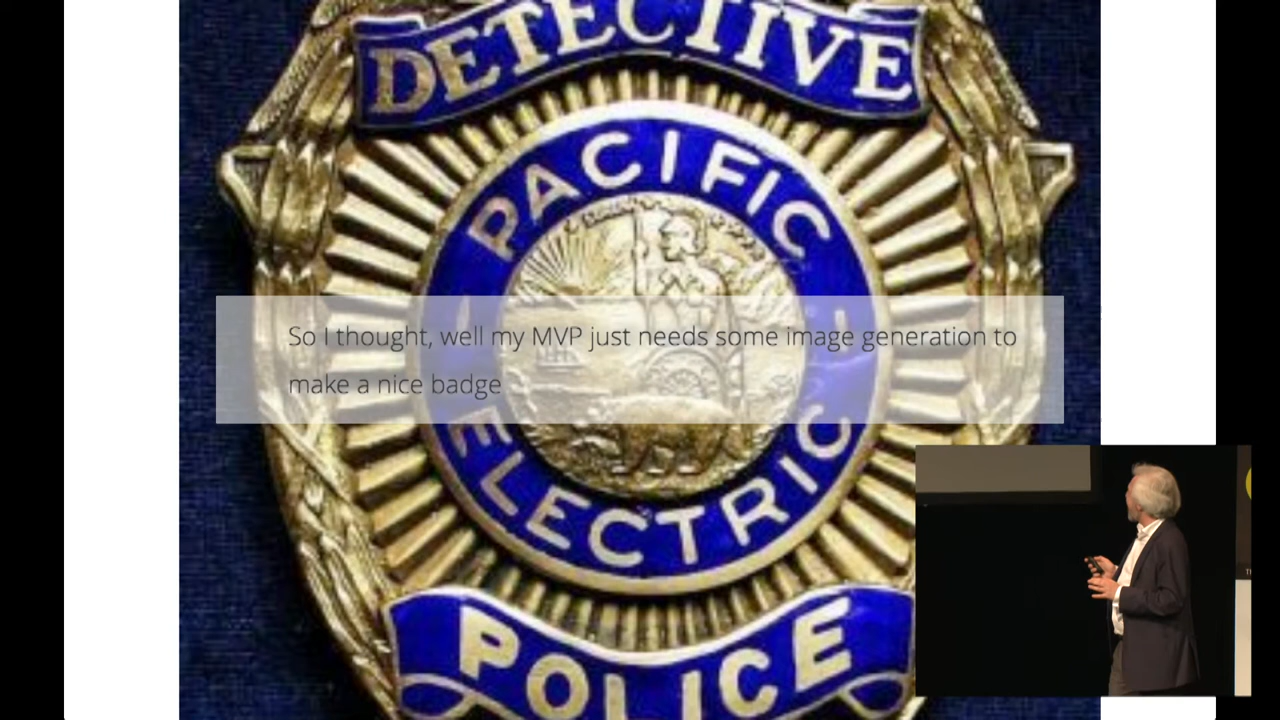 DETECTIVE
PACIFIC
So I thought, well my MVP just needs some image generation to
make a nice badge
ELECTRIC
POLICE